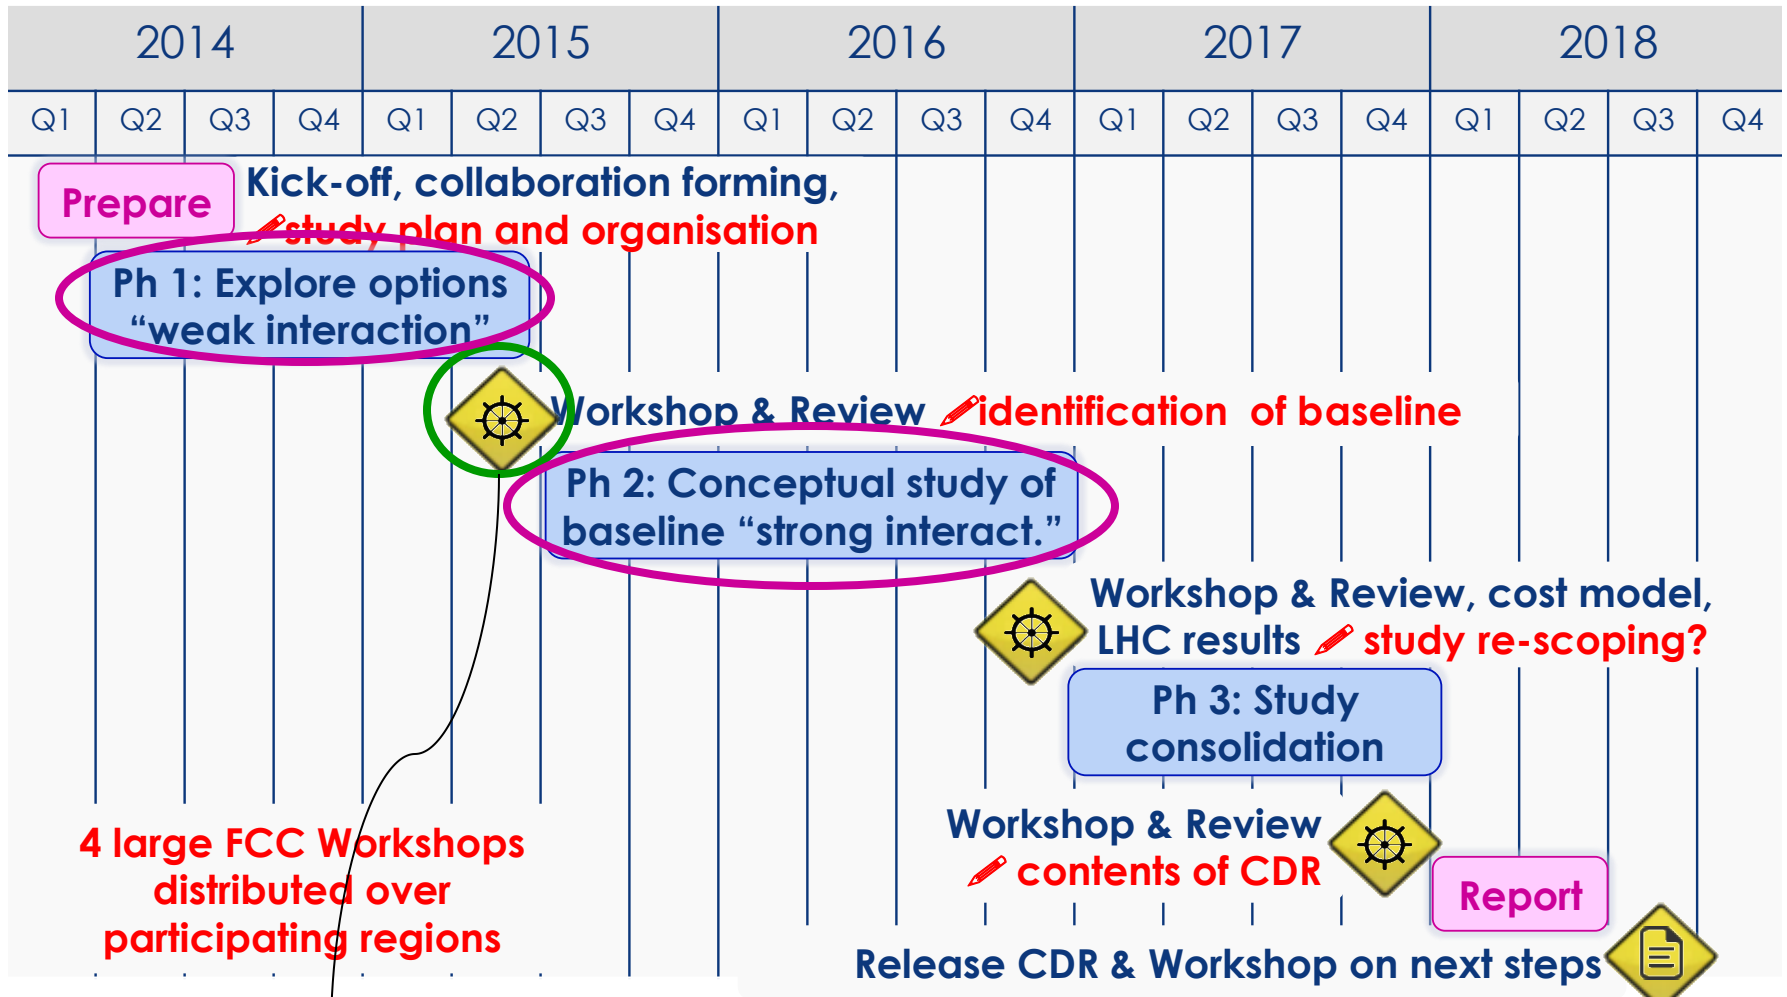 2014 2015 2016 2017 2018
Q1 Q2 Q3 Q4 Q1 Q2 Q3 Q4 Q1 Q2 Q3 Q4 Q1 Q2 Q3 Q4 Q1 Q2 Q3 Q4
Prepare
Kick-off, collaboration forming,
study plan and organisation
Ph 1: Explore options
“weak interaction”
Workshop & Review identification of baseline
Ph 2: Conceptual study of
baseline “strong interact.”
Workshop & Review, cost model,
LHC results study re-scoping?
Ph 3: Study
consolidation
4 large FCC Workshops
distributed over
participating regions
Workshop & Review
contents of CDR
Report
Release CDR & Workshop on next steps